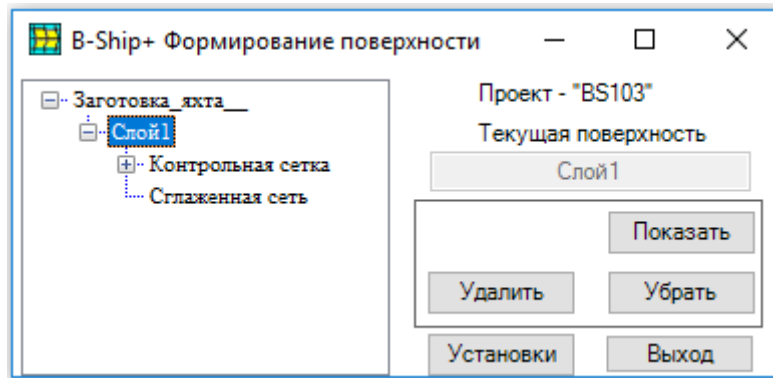 B-Ship+ Формирование поверхности
Заготовка_яхта__
Слой1
Контрольная сетка
Сглаженная сеть
Проект - "BS103"
Текущая поверхность
Слой1
Показать
Удалить
Убрать
Установки
Выход